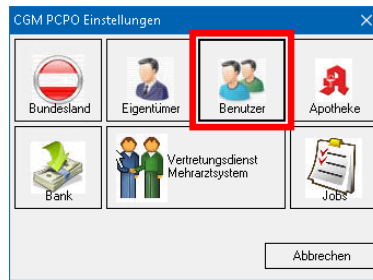 CGM PCPO Einstellungen
Bundesland
Eigentümer
Benutzer
Apotheke
Bank
Vertretungsdienst
Mehrarztsystem
Jobs
Abbrechen